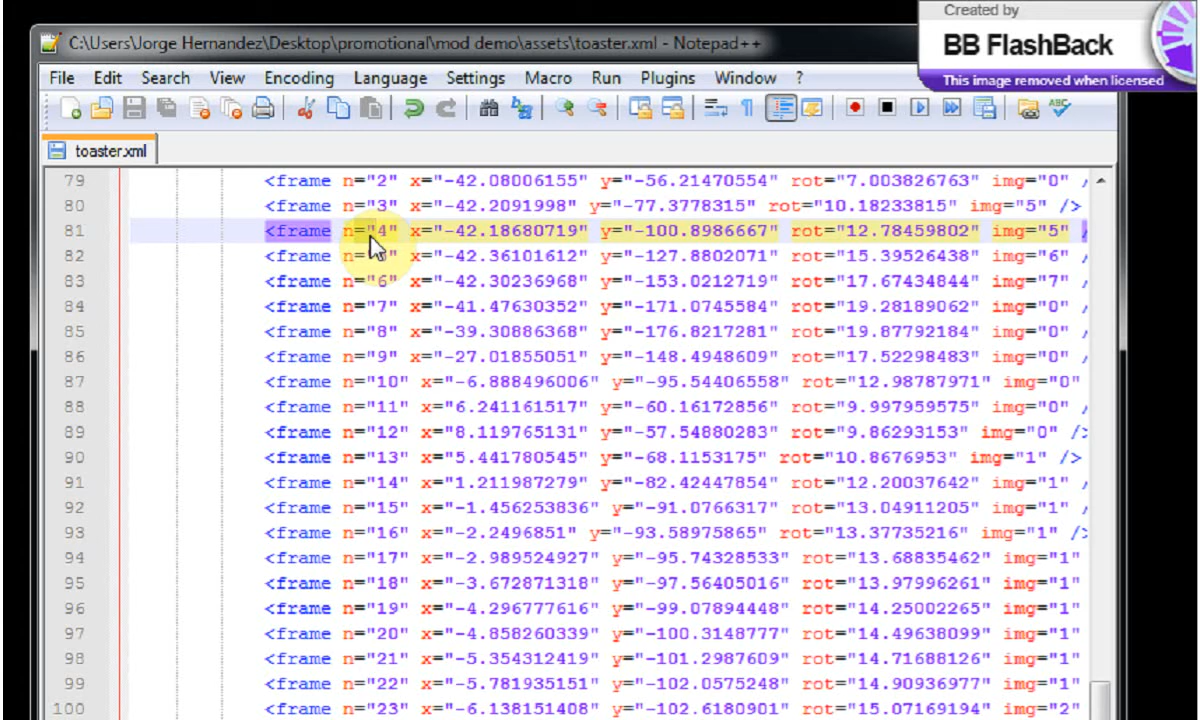 Created by
BB FlashBack
This image removed when licensed
C:\Users\Jorge Hernandez\Desktop\promotional\mod demo\assets\toaster.xml - Notepad++
File Edit Search View Encoding Language Settings Macro Run Plugins Window ?
toaster.xml
79 <frame n="2" x="-42.08006155" y="-56.21470554" rot="7.003826763" img="0" /
80 <frame n="3" x="-42.2091998" y="-77.3778315" rot="10.18233815" img="5" />
81 <frame n="4" x="-42.18680719" y="-100.8986667" rot="12.78459802" img="5" /
82 <frame n=" " x="-42.36101612" y="-127.8802071" rot="15.39526438" img="6" /
83 <frame n="6" x="-42.30236968" y="-153.0212719" rot="17.67434844" img="7" /
84 <frame n="7" x="-41.47630352" y="-171.0745584" rot="19.28189062" img="0" /
85 <frame n="8" x="-39.30886368" y="-176.8217281" rot="19.87792184" img="0" /
86 <frame n="9" x="-27.01855051" y="-148.4948609" rot="17.52298483" img="0" /
87 <frame n="10" x="-6.888496006" y="-95.54406558" rot="12.98787971" img="0"
88 <frame n="11" x="6.241161517" y="-60.16172856" rot="9.997959575" img="0" /
89 <frame n="12" x="8.119765131" y="-57.54880283" rot="9.86293153" img="0" />
90 <frame n="13" x="5.441780545" y="-68.1153175" rot="10.8676953" img="1" />
91 <frame n="14" x="1.211987279" y="-82.42447854" rot="12.20037642" img="1" /
92 <frame n="15" x="-1.456253836" y="-91.0766317" rot="13.04911205" img="1" /
93 <frame n="16" x="-2.2496851" y="-93.58975865" rot="13.37735216" img="1" />
94 <frame n="17" x="-2.989524927" y="-95.74328533" rot="13.68835462" img="1"
95 <frame n="18" x="-3.672871318" y="-97.56405016" rot="13.97996261" img="1"
96 <frame n="19" x="-4.296777616" y="-99.07894448" rot="14.25002265" img="1"
97 <frame n="20" x="-4.858260339" y="-100.3148777" rot="14.49638099" img="1"
98 <frame n="21" x="-5.354312419" y="-101.2987609" rot="14.71688126" img="1"
99 <frame n="22" x="-5.781935151" y="-102.0575248" rot="14.90936977" img="1"
100 <frame n="23" x="-6.138151408" y="-102.6180901" rot="15.07169194" img="2"